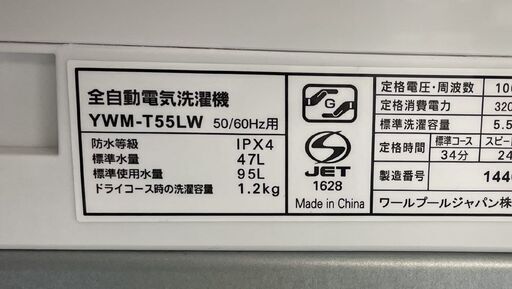 全自動電気洗濯機
YWM-T55LW 50/60Hz用
防水等級 IPX4
標準水量 47L
標準使用水量 95L
ドライコース時の洗濯容量 1.2kg
G
S
JET
1628
Made in China
定格電圧・周波数
定格消費電力 320
標準洗濯容量 5.5
定格時間 標準コース
34分 24
製造番号
ワールプールジャパン株